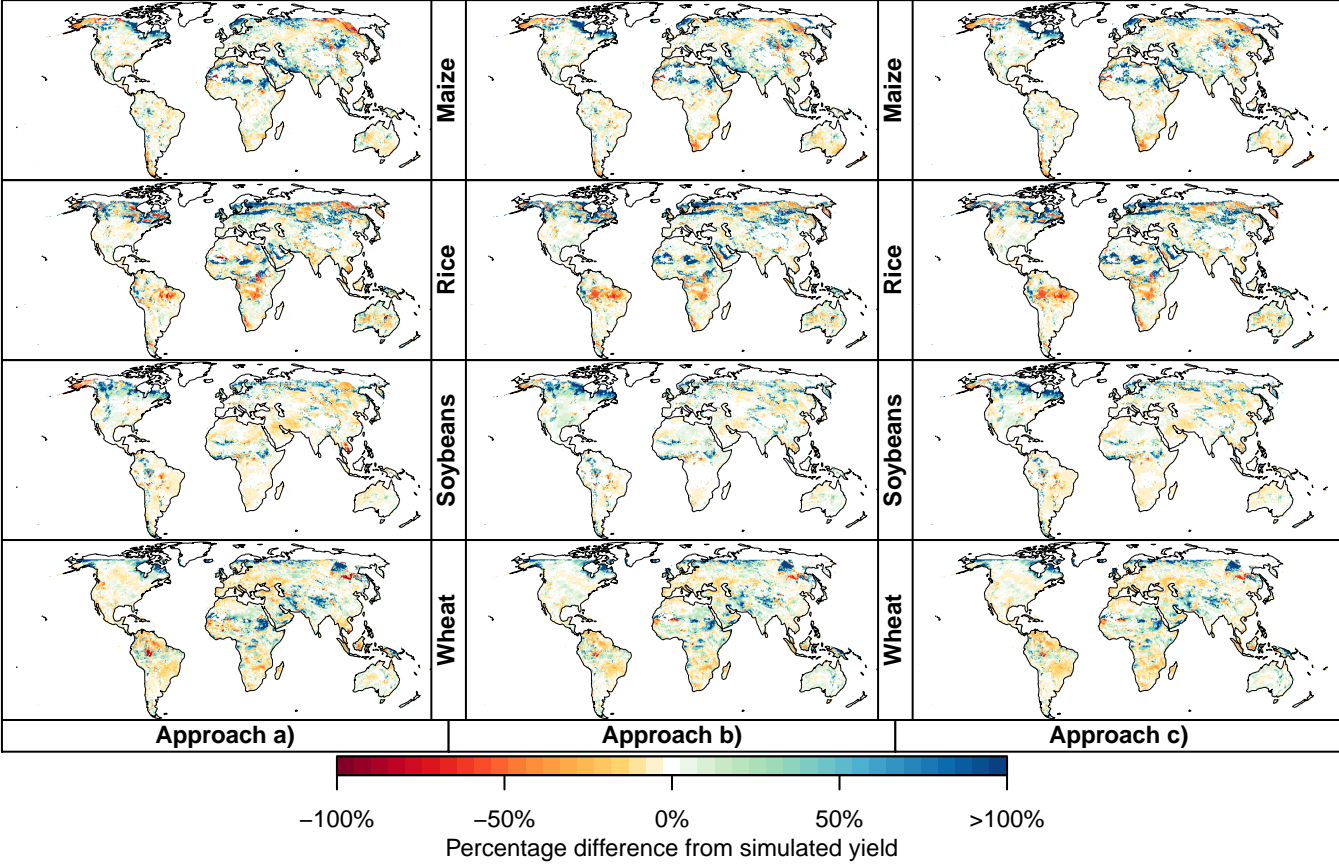 Maize
Maize
Rice
Rice
Soybeans
Soybeans
Wheat
Wheat
Approach a)
Approach b)
Approach c)
−100%
−50%
0%
50%
>100%
Percentage difference from simulated yield